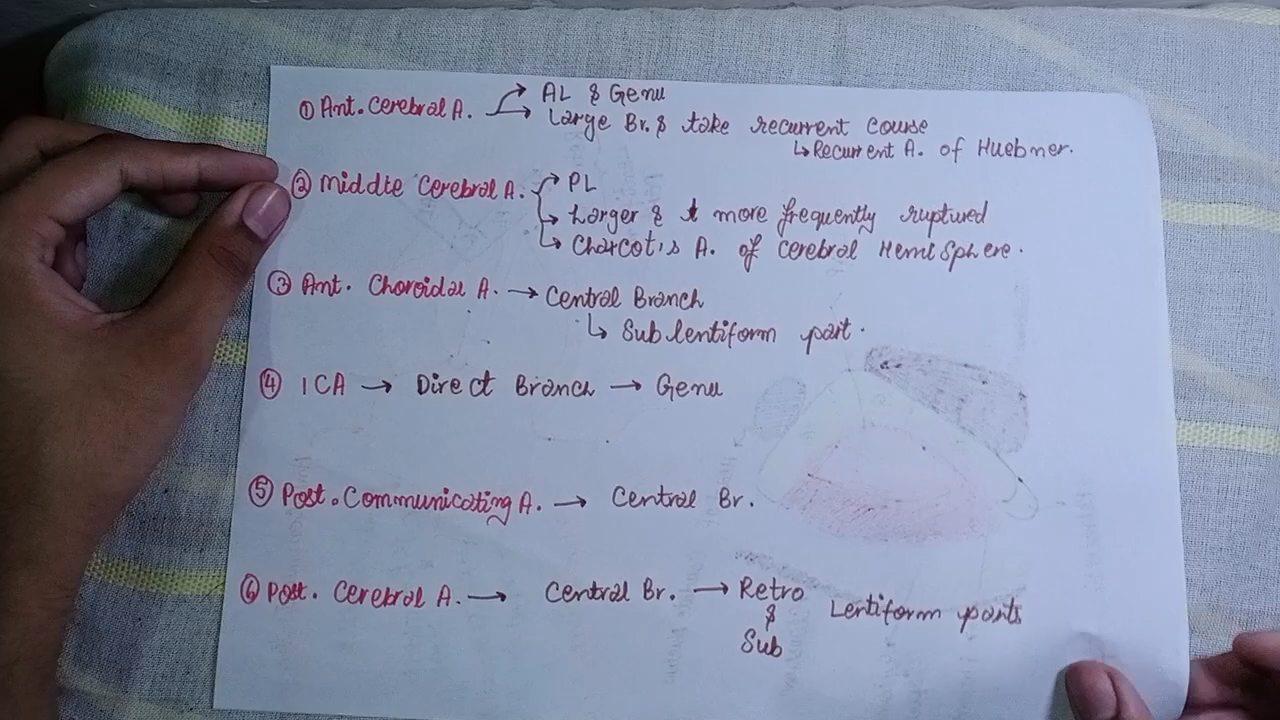 ① Ant. Cerebral A. → AL & Genu
→ Large Br. & take recurrent course
↳ Recurrent A. of Huebner.
② Middle Cerebral A. → PL
→ Larger & more frequently ruptured
↳ Charcot's A. of Cerebral Hemisphere.
③ Ant. Choroidal A. → Central Branch
↳ Sub lentiform part.
④ ICA → Direct Branch → Genu
⑤ Post. Communicating A. → Central Br.
⑥ Post. Cerebral A. → Central Br. → Retro & Sub Lentiform parts